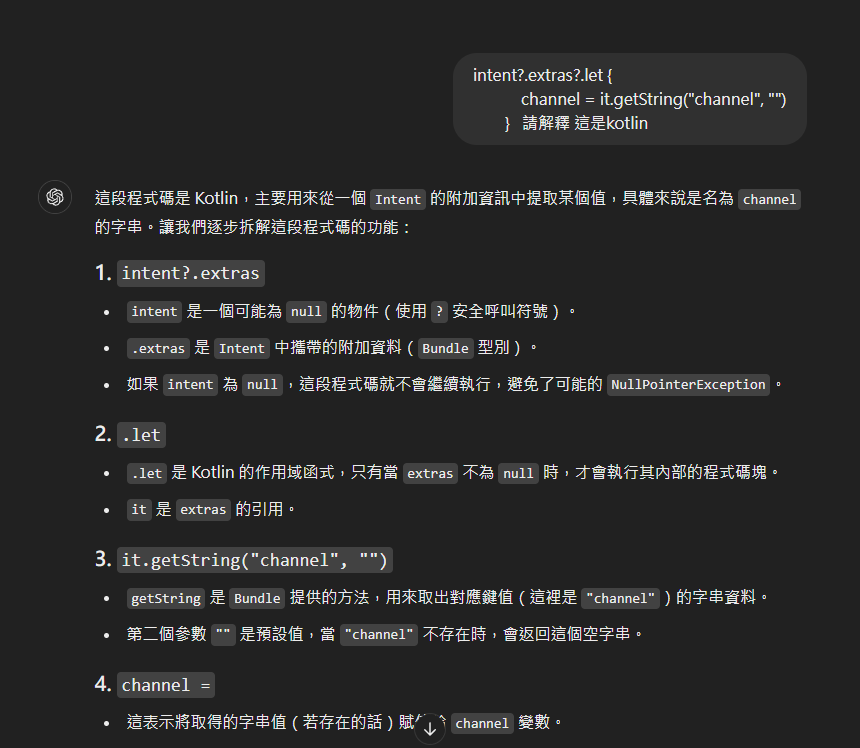 intent?.extras?.let {
channel = it.getString("channel", "")
} 請解釋 這是kotlin
這段程式碼是 Kotlin，主要用來從一個 Intent 的附加資訊中提取某個值，具體來說是名為 channel
的字串。讓我們逐步拆解這段程式碼的功能：
1. intent?.extras
• intent 是一個可能為 null 的物件（使用 ? 安全呼叫符號）。
• .extras 是 Intent 中攜帶的附加資料（ Bundle 型別）。
• 如果 intent 為 null，這段程式碼就不會繼續執行，避免了可能的 NullPointerException。
2. .let
• .let 是 Kotlin 的作用域函式，只有當 extras 不為 null 時，才會執行其內部的程式碼塊。
• it 是 extras 的引用。
3. it.getString("channel", "")
• getString 是 Bundle 提供的方法，用來取出對應鍵值（這裡是 "channel" ）的字串資料。
• 第二個參數 "" 是預設值，當 "channel" 不存在時，會返回這個空字串。
4. channel =
• 這表示將取得的字串值（若存在的話）賦 channel 變數。